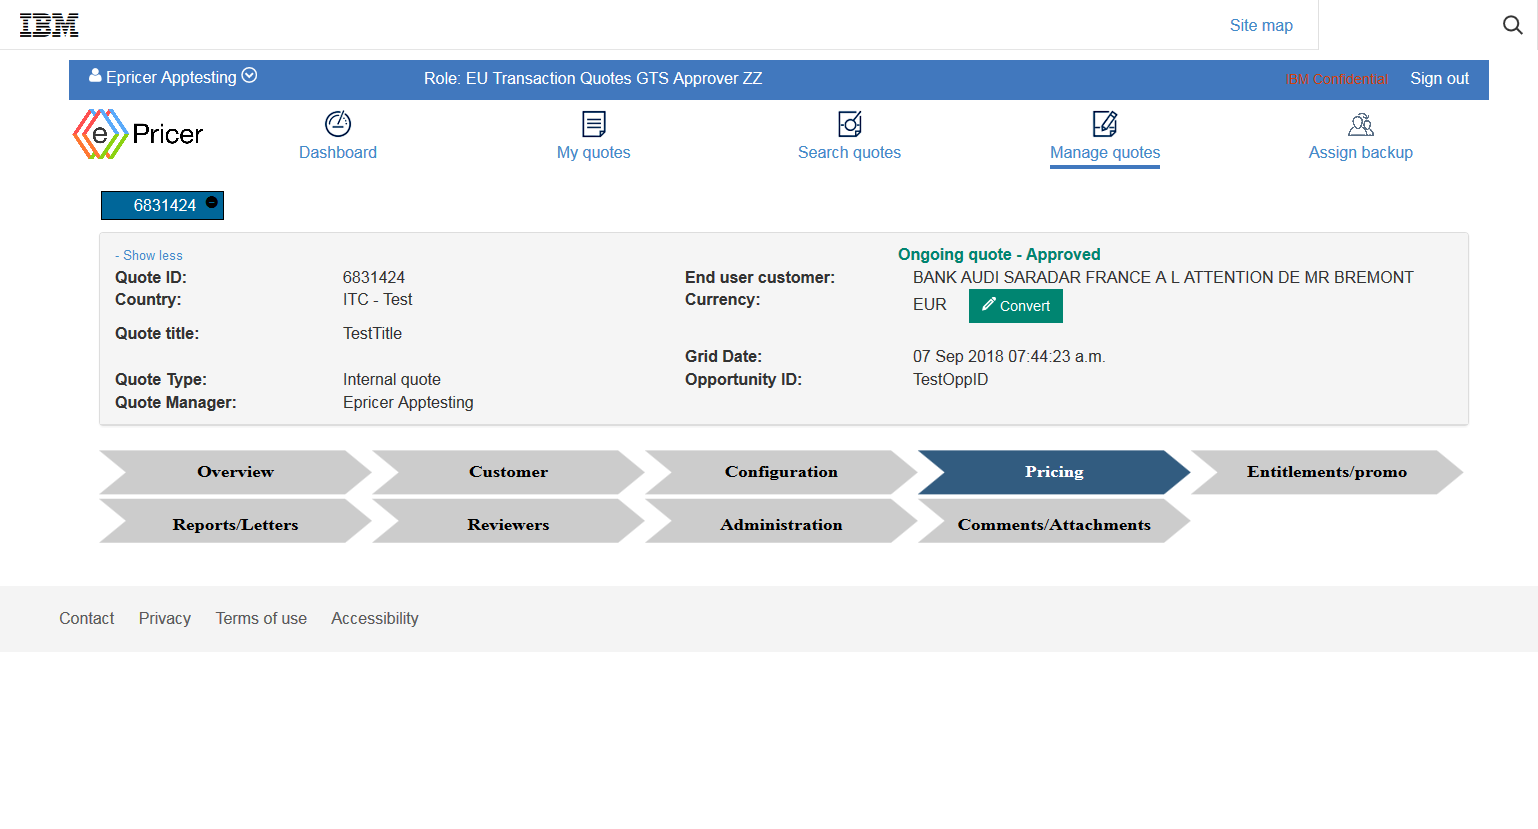 IBM
Site map
Epricer Apptesting
Role: EU Transaction Quotes GTS Approver ZZ
IBM Confidential
Sign out
e Pricer
Dashboard
My quotes
Search quotes
Manage quotes
Assign backup
6831424
- Show less
Ongoing quote - Approved
Quote ID: 6831424
End user customer: BANK AUDI SARADAR FRANCE A L ATTENTION DE MR BREMONT
Country: ITC - Test
Currency: EUR Convert
Quote title: TestTitle
Grid Date: 07 Sep 2018 07:44:23 a.m.
Quote Type: Internal quote
Opportunity ID: TestOppID
Quote Manager: Epricer Apptesting
Overview
Customer
Configuration
Pricing
Entitlements/promo
Reports/Letters
Reviewers
Administration
Comments/Attachments
Contact
Privacy
Terms of use
Accessibility